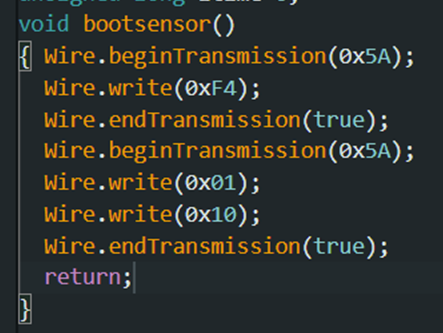 void bootsensor()
{ Wire.beginTransmission(0x5A);
Wire.write(0xF4);
Wire.endTransmission(true);
Wire.beginTransmission(0x5A);
Wire.write(0x01);
Wire.write(0x10);
Wire.endTransmission(true);
return;
}